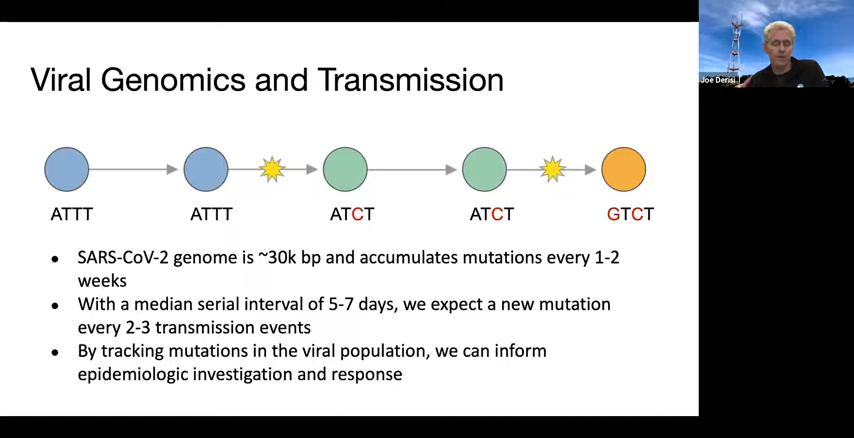 Joe Derisi
Viral Genomics and Transmission
ATTT ATTT ATCT ATCT GTCT
• SARS-CoV-2 genome is ~30k bp and accumulates mutations every 1-2
weeks
• With a median serial interval of 5-7 days, we expect a new mutation
every 2-3 transmission events
• By tracking mutations in the viral population, we can inform
epidemiologic investigation and response